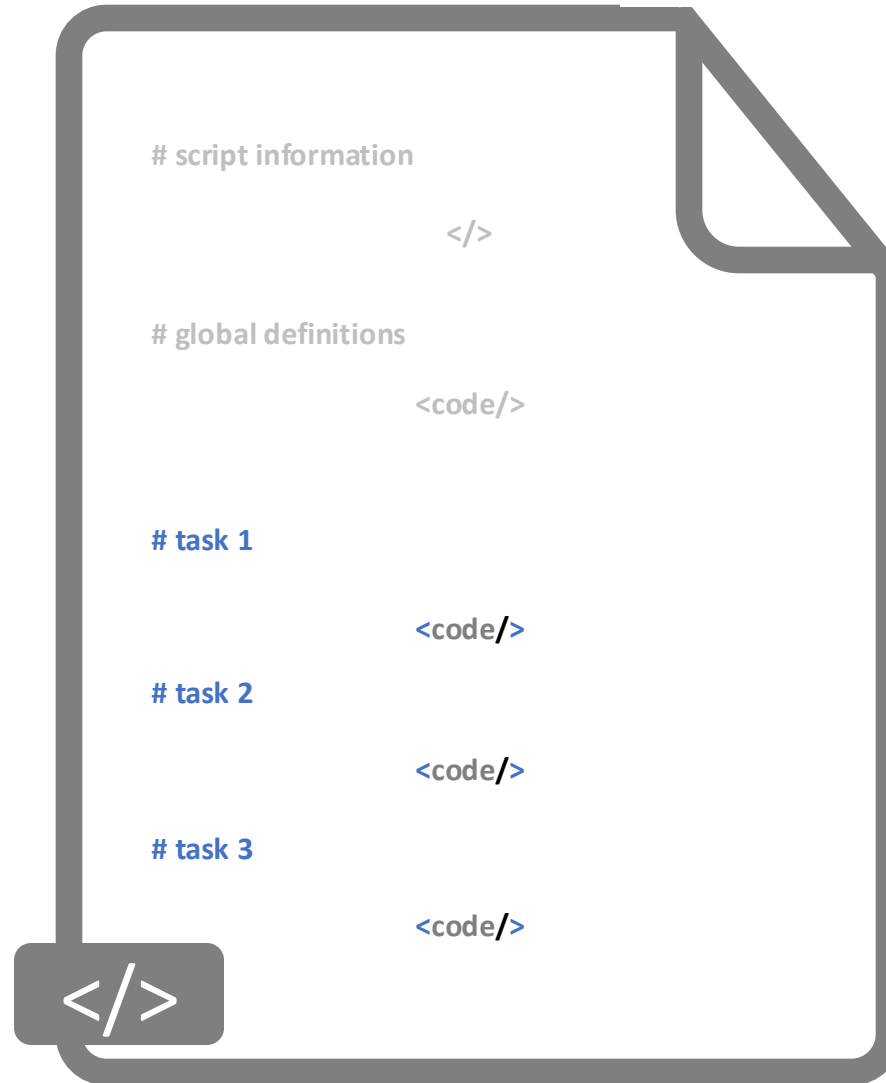 # script information
</>
# global definitions
<code/>
# task 1
<code/>
# task 2
<code/>
# task 3
<code/>
</>